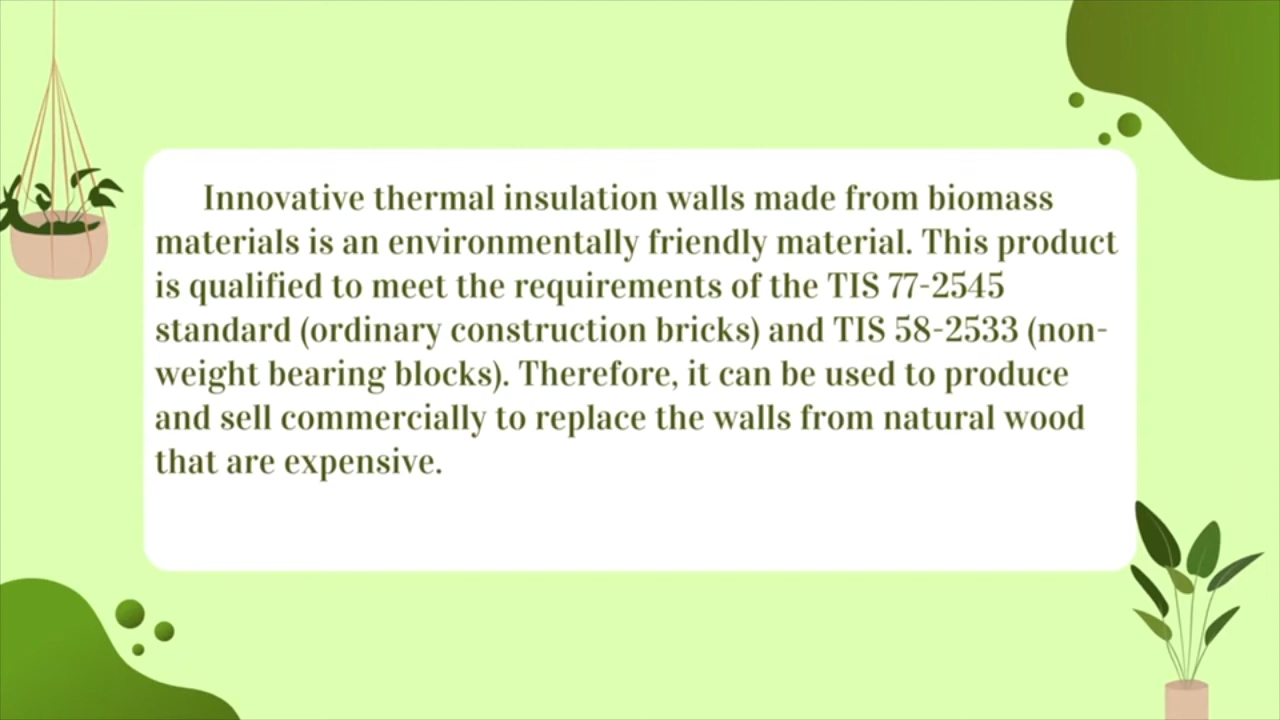 Innovative thermal insulation walls made from biomass
materials is an environmentally friendly material. This product
is qualified to meet the requirements of the TIS 77-2545
standard (ordinary construction bricks) and TIS 58-2533 (non-
weight bearing blocks). Therefore, it can be used to produce
and sell commercially to replace the walls from natural wood
that are expensive.